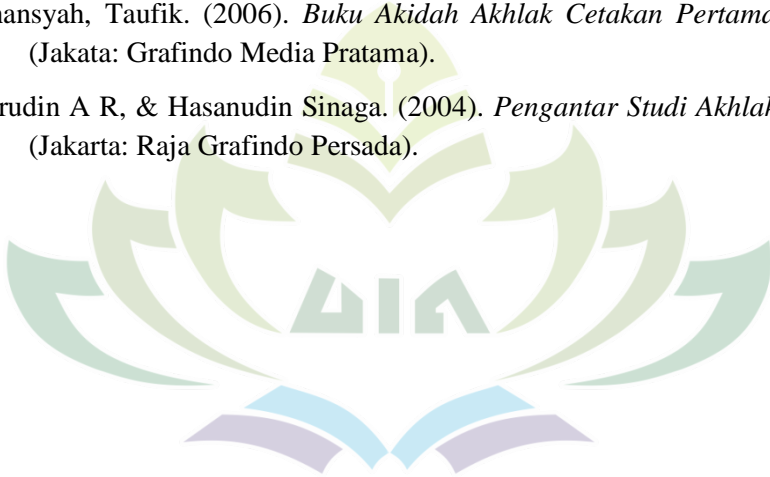 ansyah, Taufik. (2006). Buku Akidah Akhlak Cetakan Pertama
(Jakata: Grafindo Media Pratama).
rudin A R, & Hasanudin Sinaga. (2004). Pengantar Studi Akhlak
(Jakarta: Raja Grafindo Persada).
UIN